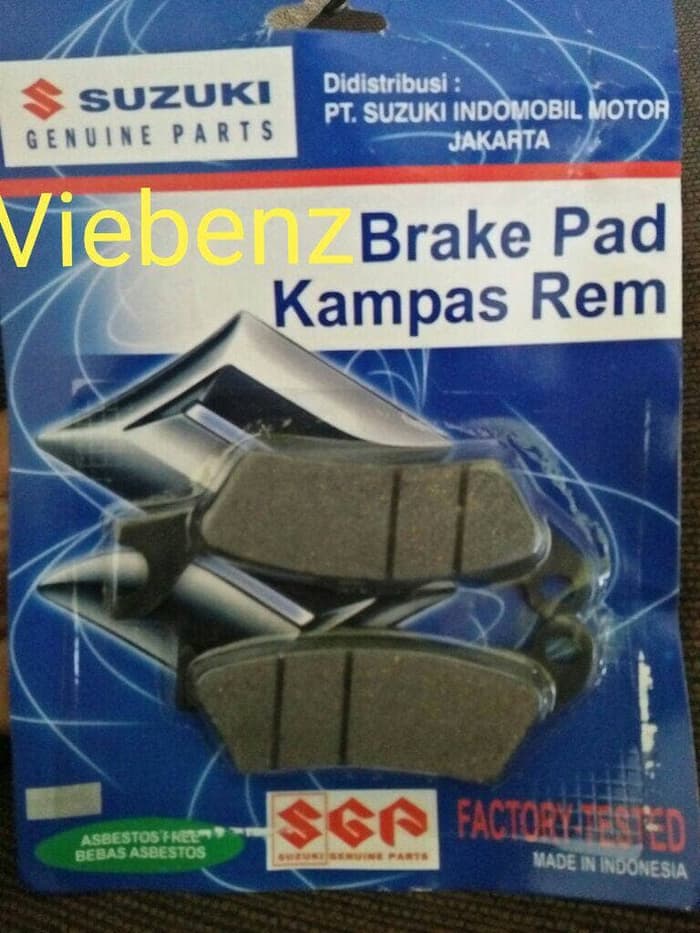 SUZUKI
GENUINE PARTS
Didistribusi :
PT. SUZUKI INDOMOBIL MOTOR
JAKARTA
Viebenz
Brake Pad
Kampas Rem
ASBESTOS FREE
BEBAS ASBESTOS
SGP
SUZUKI GENUINE PARTS
FACTORY-TESTED
MADE IN INDONESIA